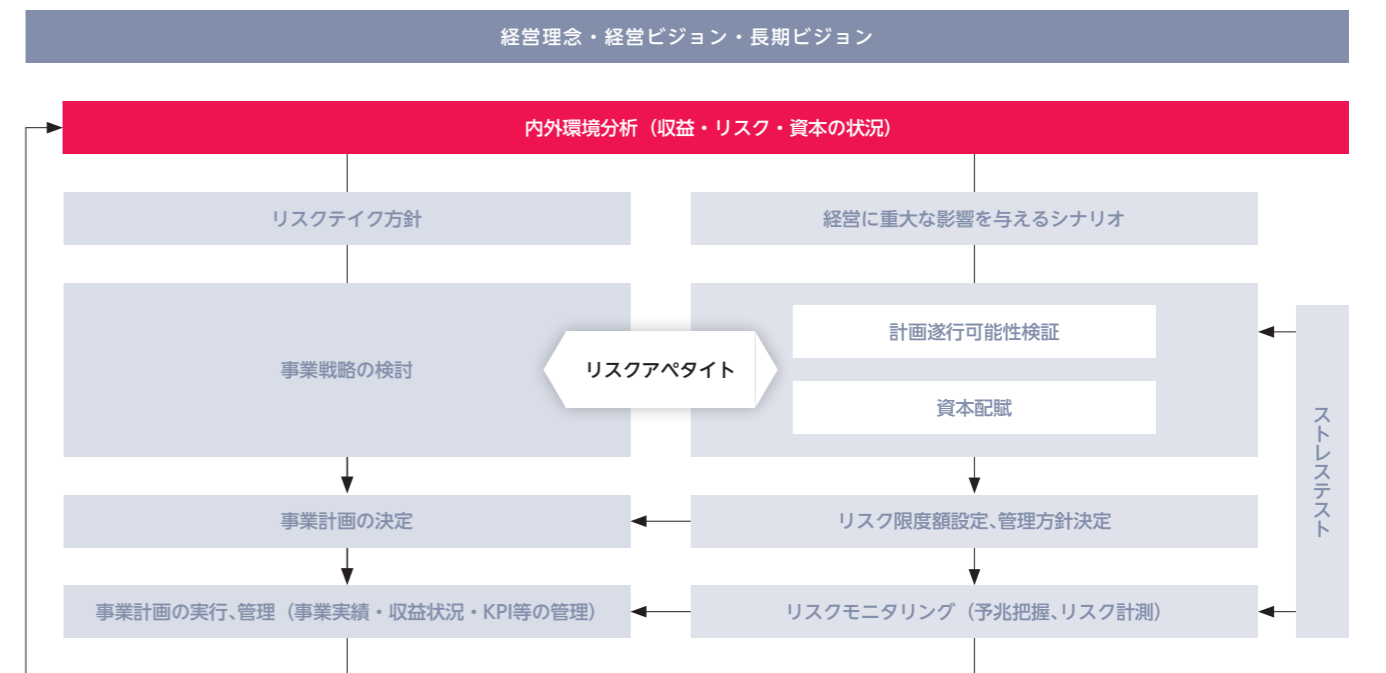 経営理念・経営ビジョン・長期ビジョン
内外環境分析（収益・リスク・資本の状況）
リスクテイク方針
経営に重大な影響を与えるシナリオ
事業戦略の検討
リスクアペタイト
計画遂行可能性検証
資本配賦
ストレステスト
事業計画の決定
リスク限度額設定、管理方針決定
事業計画の実行、管理（事業実績・収益状況・KPI等の管理）
リスクモニタリング（予兆把握、リスク計測）